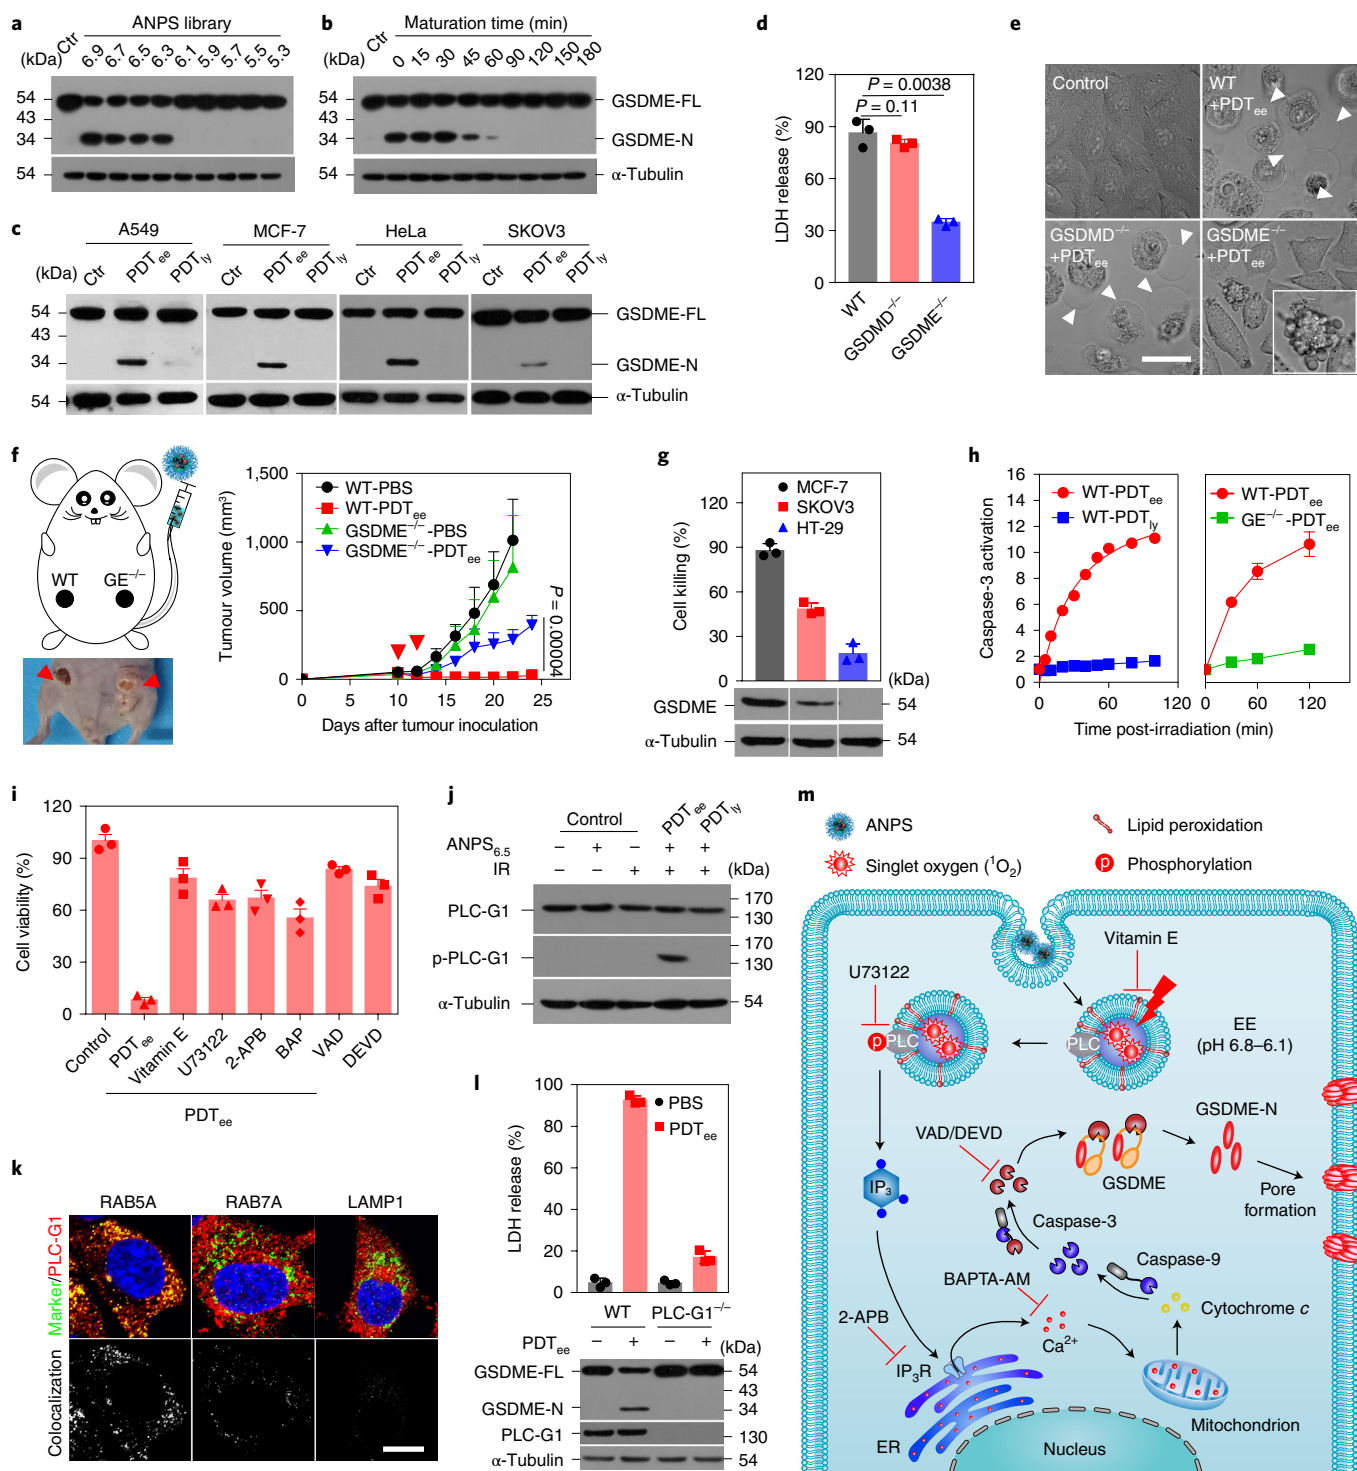 a
ANPS library
(kDa)
Ctr 6.9 6.7 6.5 6.3 6.1 5.9 5.7 5.5 5.3
54
43
34
54
b
Maturation time (min)
(kDa)
Ctr 0 15 30 45 60 90 120 150 180
54
43
34
54
GSDME-FL
GSDME-N
α-Tubulin
c
A549 MCF-7 HeLa SKOV3
(kDa)
Ctr PDTee PDTly Ctr PDTee PDTly Ctr PDTee PDTly Ctr PDTee PDTly
54
43
34
54
GSDME-FL
GSDME-N
α-Tubulin
d
P = 0.0038
P = 0.11
LDH release (%)
120
90
60
30
0
WT GSDMD−/− GSDME−/−
e
Control
WT
+PDTee
GSDMD−/−
+PDTee
GSDME−/−
+PDTee
f
WT GE−/−
Tumour volume (mm3)
1,500
1,000
500
0
WT-PBS
WT-PDTee
GSDME−/−-PBS
GSDME−/−-PDTee
P = 0.00004
0 5 10 15 20 25
Days after tumour inoculation
g
Cell killing (%)
120
90
60
30
0
MCF-7
SKOV3
HT-29
(kDa)
GSDME 54
α-Tubulin 54
h
Caspase-3 activation
16
14
12
10
8
6
4
2
0
WT-PDTee
WT-PDTly
WT-PDTee
GE−/−-PDTee
0 60 120 0 60 120
Time post-irradiation (min)
i
Cell viability (%)
120
90
60
30
0
Control PDTee Vitamin E U73122 2-APB BAP VAD DEVD
PDTee
j
Control PDTee PDTly
ANPS6.5 − + − + +
IR − − + + + (kDa)
PLC-G1 170
130
p-PLC-G1 170
130
α-Tubulin 54
k
RAB5A RAB7A LAMP1
Marker/PLC-G1
Colocalization
l
LDH release (%)
100
80
60
40
20
0
PBS
PDTee
WT PLC-G1−/−
PDTee − + − + (kDa)
GSDME-FL 54
43
GSDME-N 34
PLC-G1 130
α-Tubulin 54
m
ANPS
Lipid peroxidation
Singlet oxygen (1O2)
p Phosphorylation
Vitamin E
U73122
p PLC
PLC
EE
(pH 6.8–6.1)
GSDME-N
VAD/DEVD
GSDME
IP3
Pore
formation
Caspase-3
Caspase-9
BAPTA-AM
Cytochrome c
2-APB
Ca2+
IP3R
Mitochondrion
ER
Nucleus